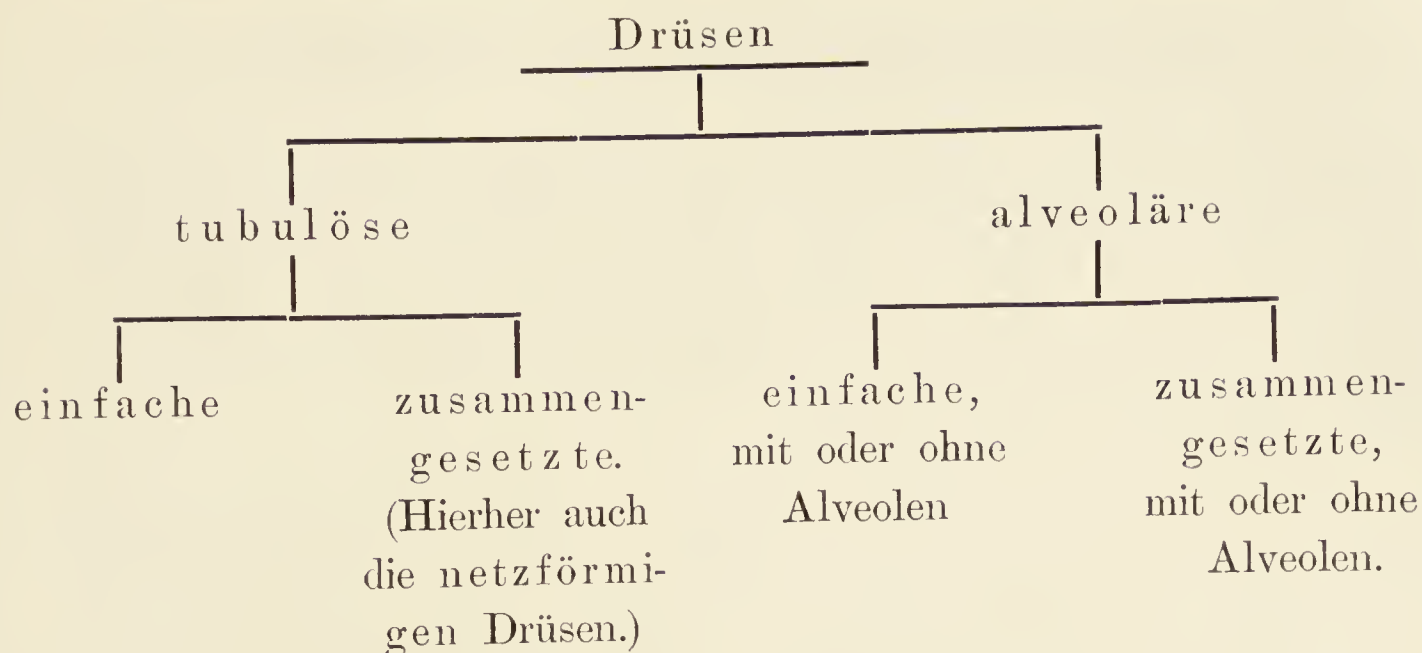 Drüsen
tubulöse
alveoläre
einfache
zusammen-
gesetzte.
(Hierher auch
die netzförmi-
gen Drüsen.)
einfache,
mit oder ohne
Alveolen
zusammen-
gesetzte,
mit oder ohne
Alveolen.